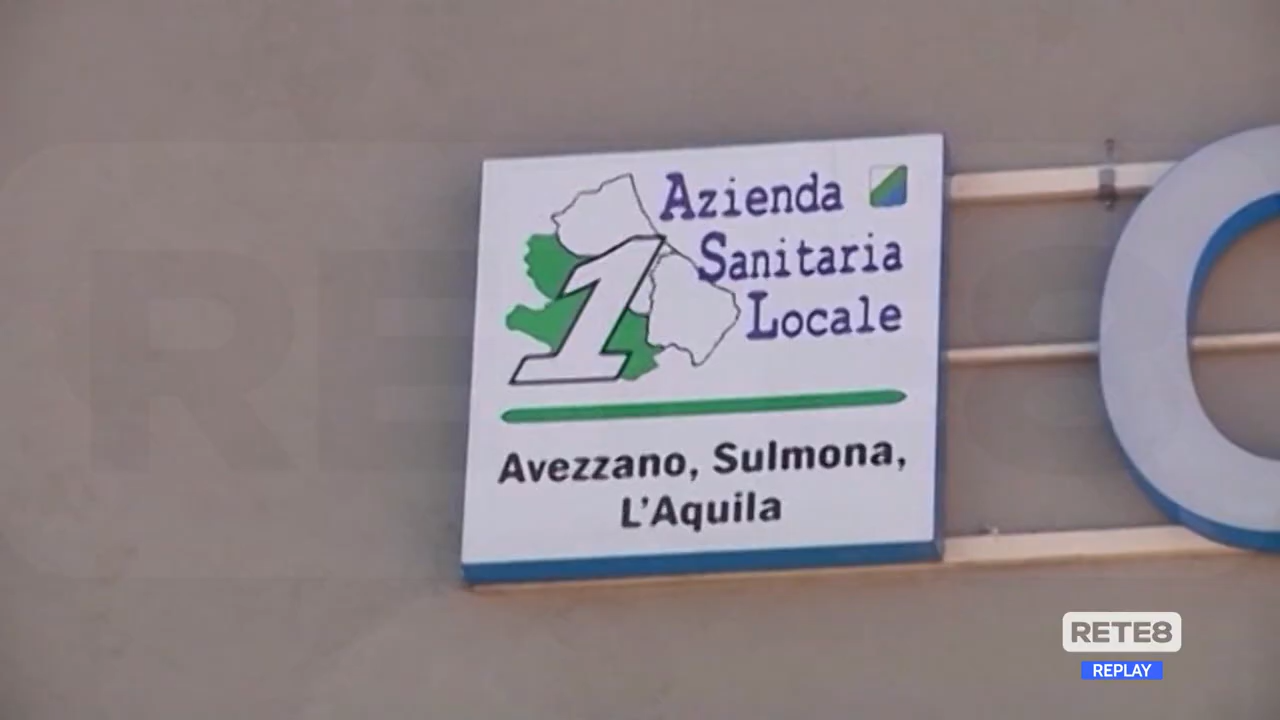 Azienda
Sanitaria
Locale
1
Avezzano, Sulmona,
L'Aquila
RETE8
REPLAY